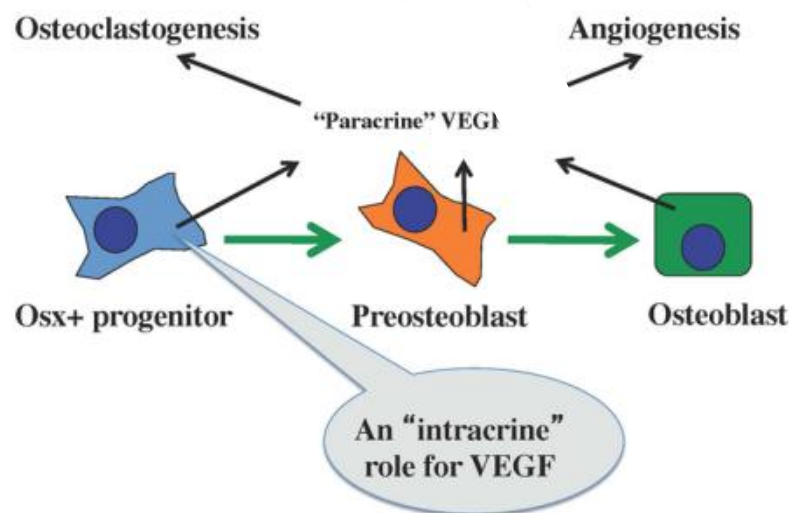 Osteoclastogenesis
Angiogenesis
“Paracrine” VEGF
Osx+ progenitor
Preosteoblast
Osteoblast
An “intracrine”
role for VEGF